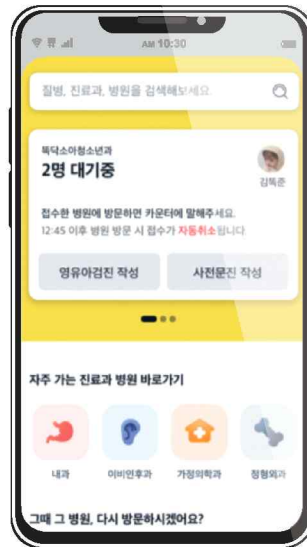 AM 10:30
질병, 진료과, 병원을 검색해보세요.
똑닥소아청소년과
2명 대기중
김똑준
접수한 병원에 방문하면 카운터에 말해주세요.
12:45 이후 병원 방문 시 접수가 자동취소됩니다
영유아검진 작성
사전문진 작성
자주 가는 진료과 병원 바로가기
내과
이비인후과
가정의학과
정형외과
그때 그 병원, 다시 방문하시겠어요?